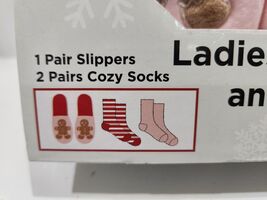 1 Pair Slippers
2 Pairs Cozy Socks
Ladie
an